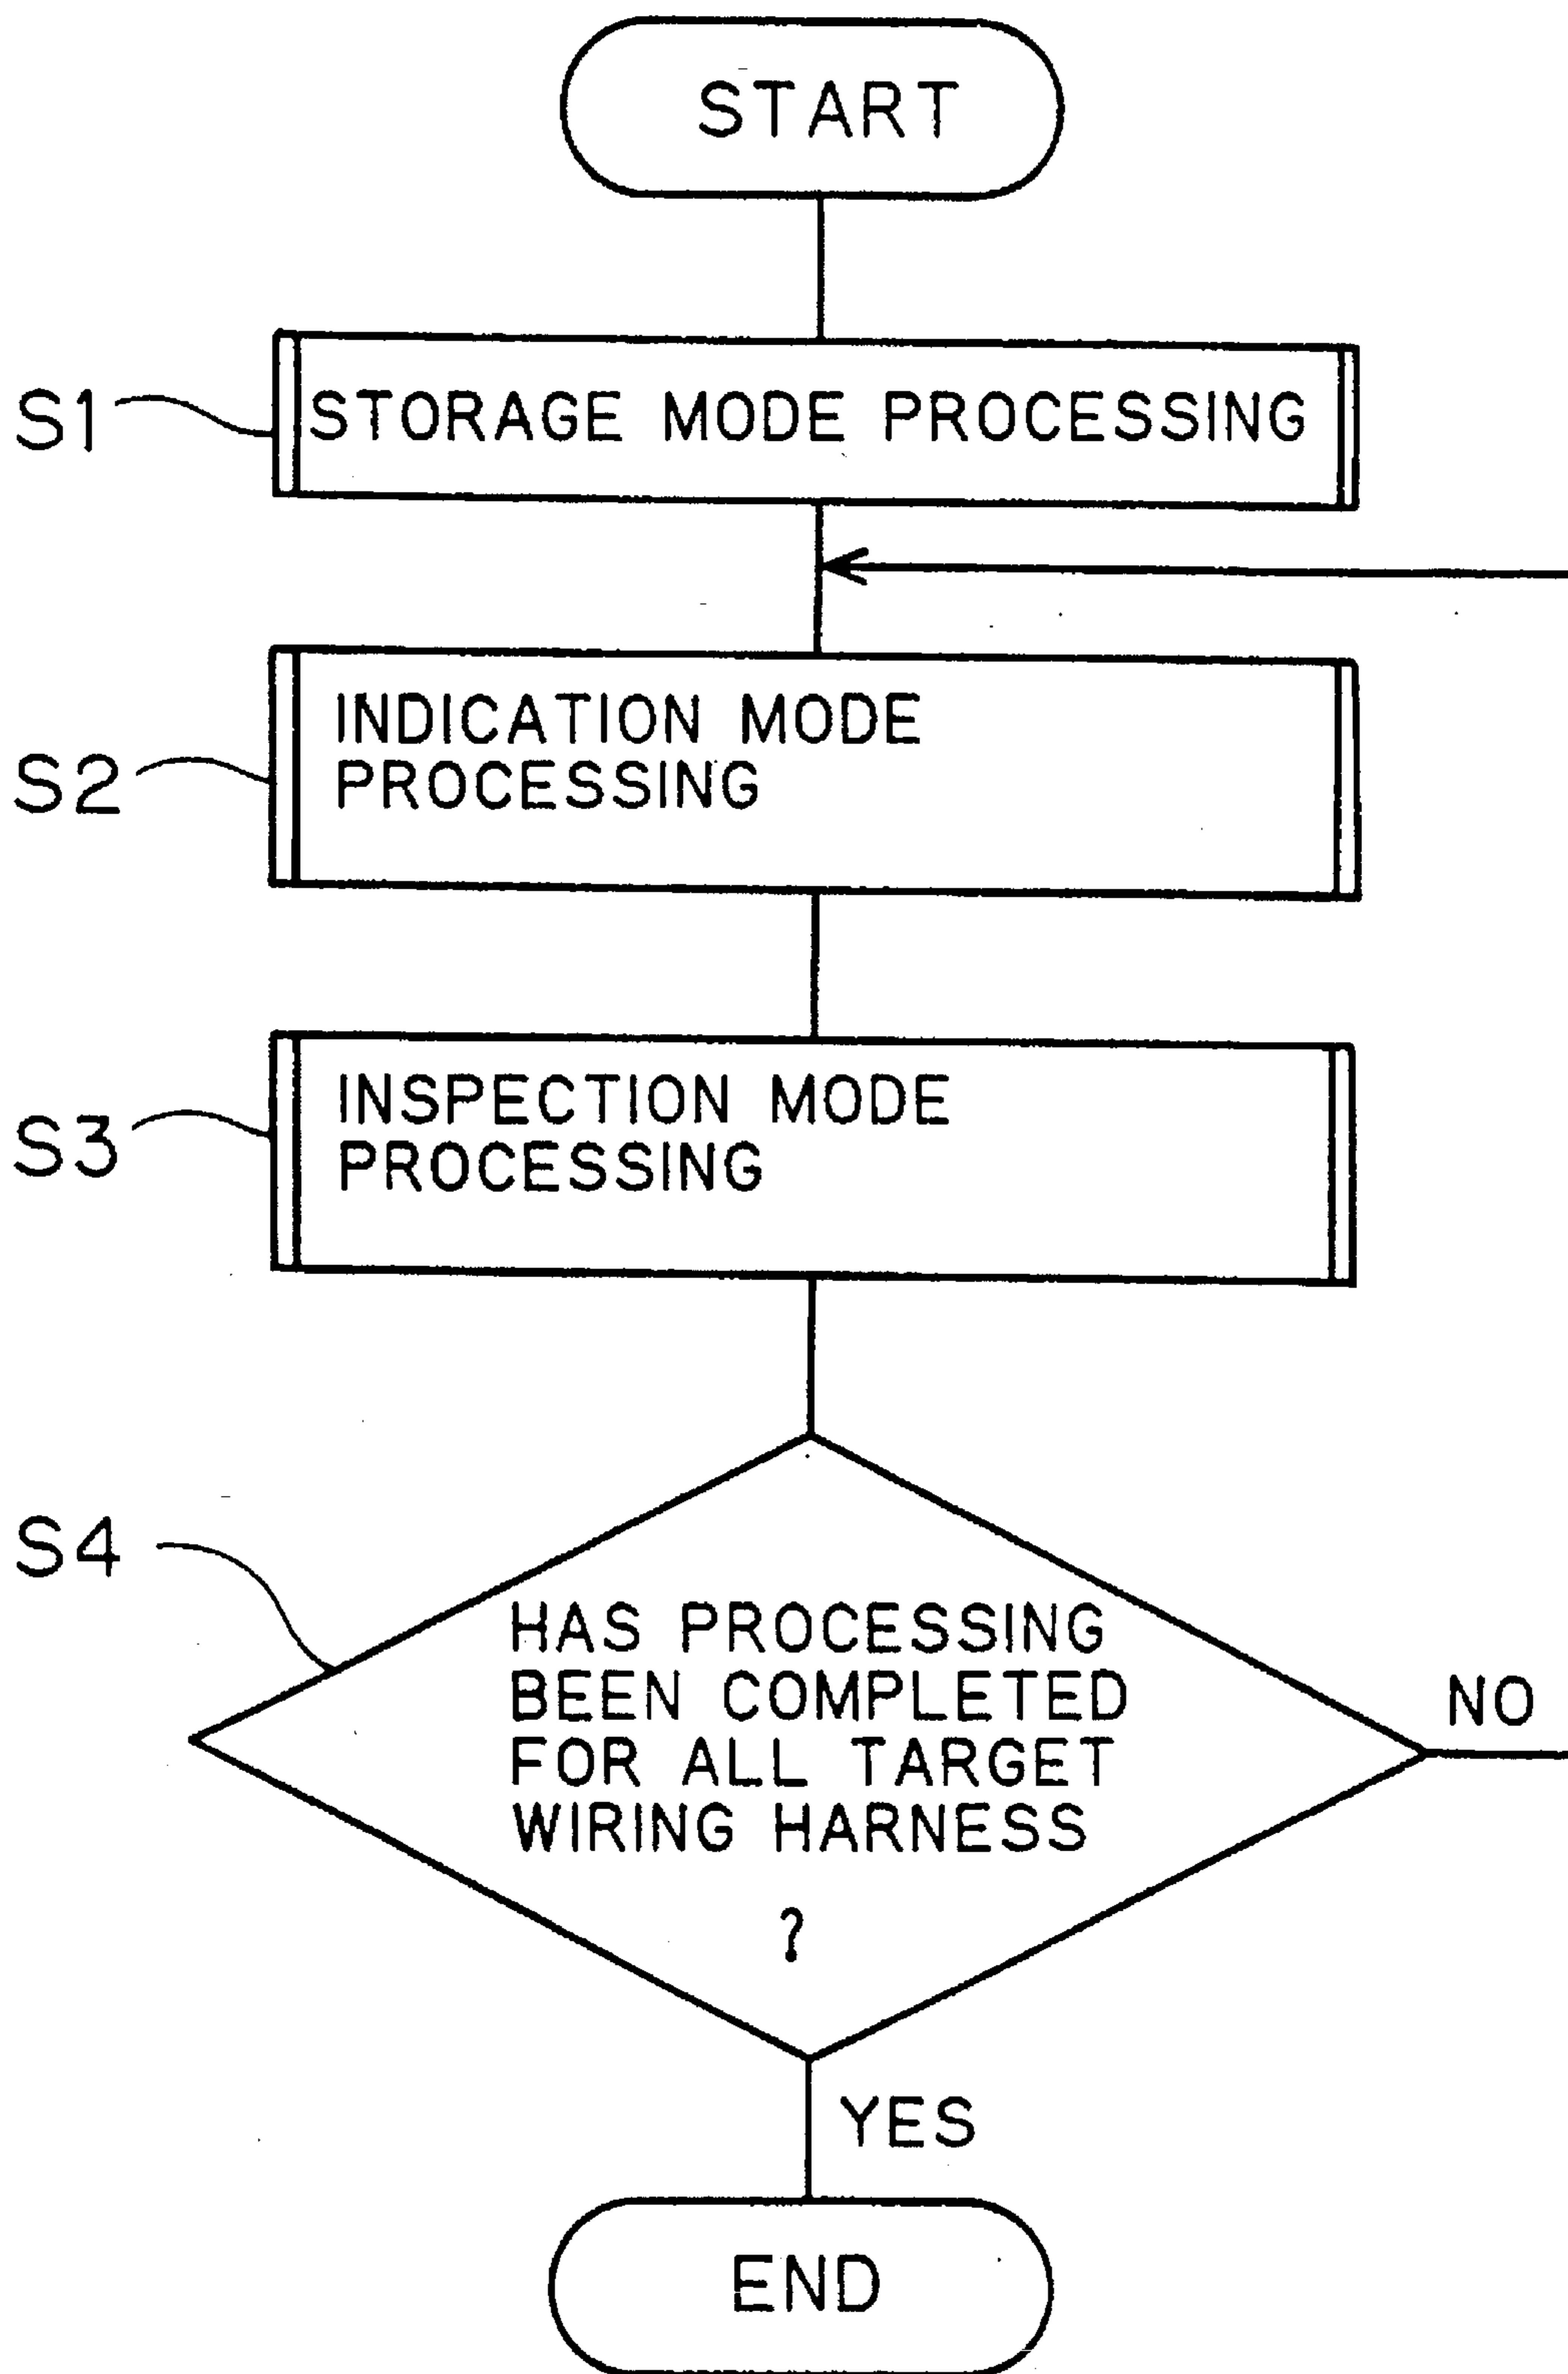 START
S1
STORAGE MODE PROCESSING
S2
INDICATION MODE
PROCESSING
S3
INSPECTION MODE
PROCESSING
S4
HAS PROCESSING
BEEN COMPLETED
FOR ALL TARGET
WIRING HARNESS
?
NO
YES
END